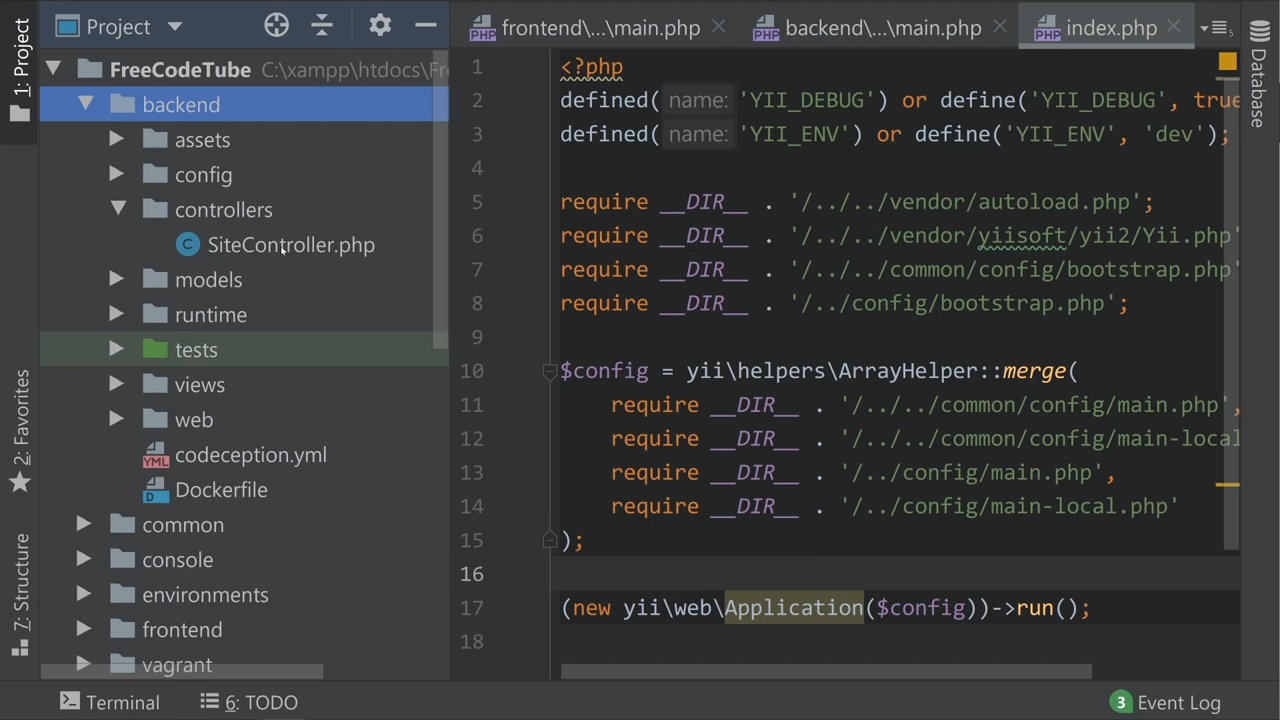 1: Project
2: Favorites
7: Structure
Project
FreeCodeTube C:\xampp\htdocs\Fr
backend
assets
config
controllers
C SiteController.php
models
runtime
tests
views
web
YML codeception.yml
D Dockerfile
common
console
environments
frontend
vagrant
PHP frontend\...\main.php
PHP backend\...\main.php
PHP index.php
5
1 <?php
2 defined( name: 'YII_DEBUG') or define('YII_DEBUG', true
3 defined( name: 'YII_ENV') or define('YII_ENV', 'dev');
4
5 require __DIR__ . '/../../vendor/autoload.php';
6 require __DIR__ . '/../../vendor/yiisoft/yii2/Yii.php'
7 require __DIR__ . '/../../common/config/bootstrap.php'
8 require __DIR__ . '/../config/bootstrap.php';
9
10 $config = yii\helpers\ArrayHelper::merge(
11 require __DIR__ . '/../../common/config/main.php',
12 require __DIR__ . '/../../common/config/main-local
13 require __DIR__ . '/../config/main.php',
14 require __DIR__ . '/../config/main-local.php'
15 );
16
17 (new yii\web\Application($config))->run();
18
Database
Terminal
6: TODO
3 Event Log